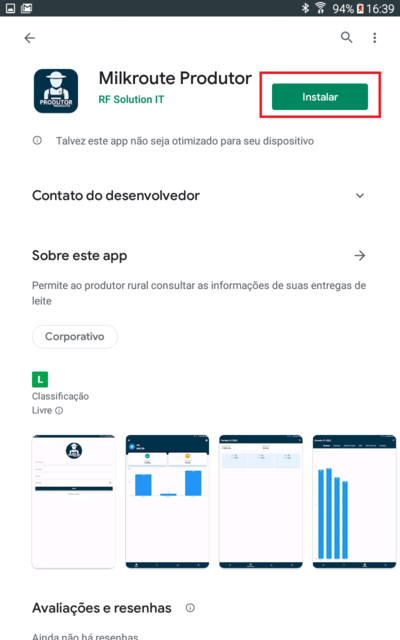 94% 16:39
Milkroute Produtor
RF Solution IT
Instalar
PRODUTOR
Talvez este app não seja otimizado para seu dispositivo
Contato do desenvolvedor
Sobre este app
Permite ao produtor rural consultar as informações de suas entregas de
leite
Corporativo
L
Classificação
Livre
Avaliações e resenhas
Ainda não há resenhas